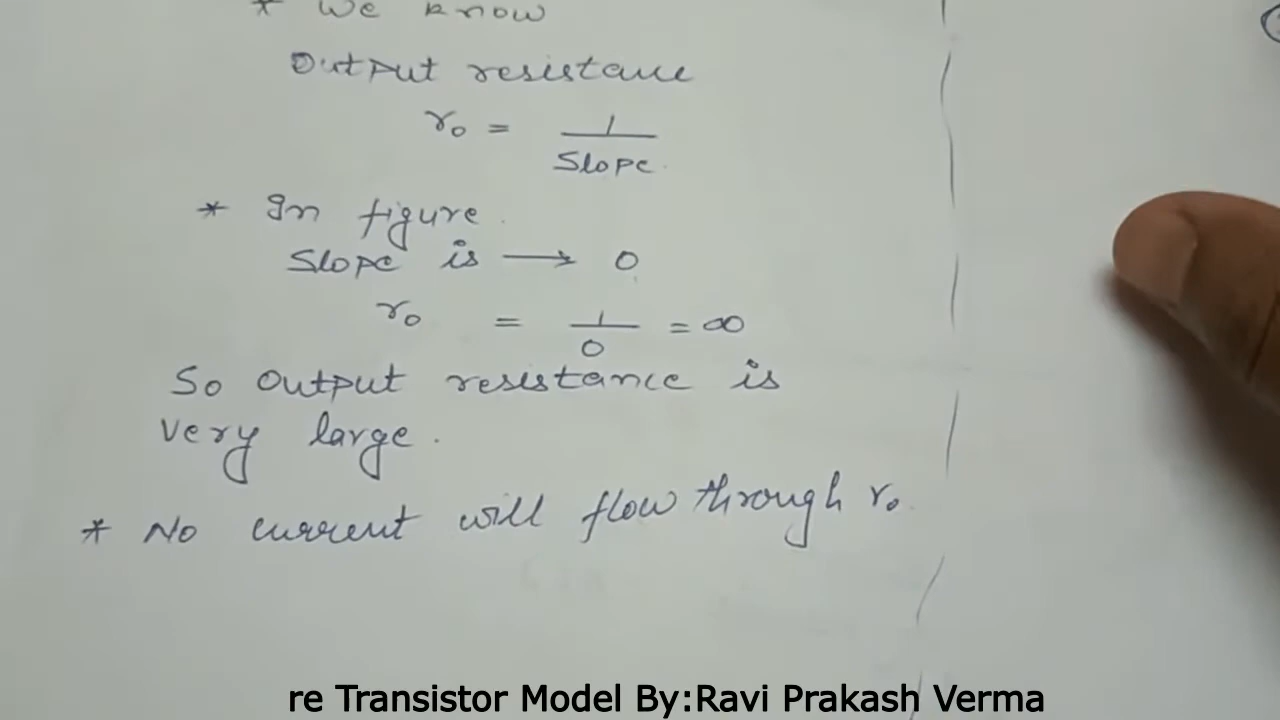 * We know
Output resistance
r₀ = 1
Slope
* In figure.
Slope is → 0
r₀ = 1/0 = ∞
So output resistance is
very large.
* No current will flow through r₀.
re Transistor Model By:Ravi Prakash Verma